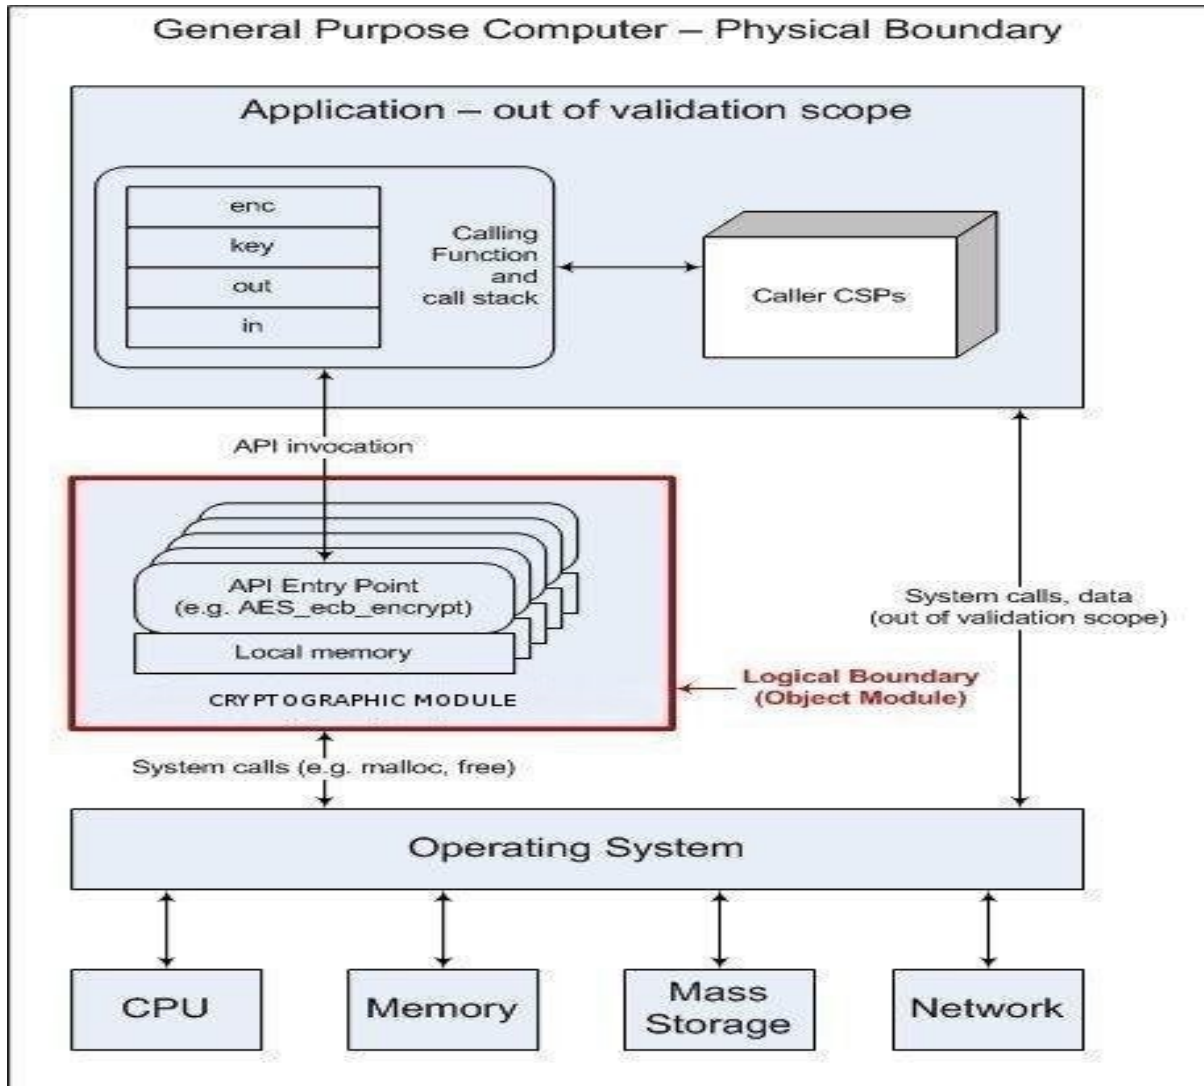 General Purpose Computer – Physical Boundary
Application – out of validation scope
enc
key
out
in
Calling
Function
and
call stack
Caller CSPs
API invocation
API Entry Point
(e.g. AES_ecb_encrypt)
Local memory
CRYPTOGRAPHIC MODULE
Logical Boundary
(Object Module)
System calls, data
(out of validation scope)
System calls (e.g. malloc, free)
Operating System
CPU
Memory
Mass
Storage
Network